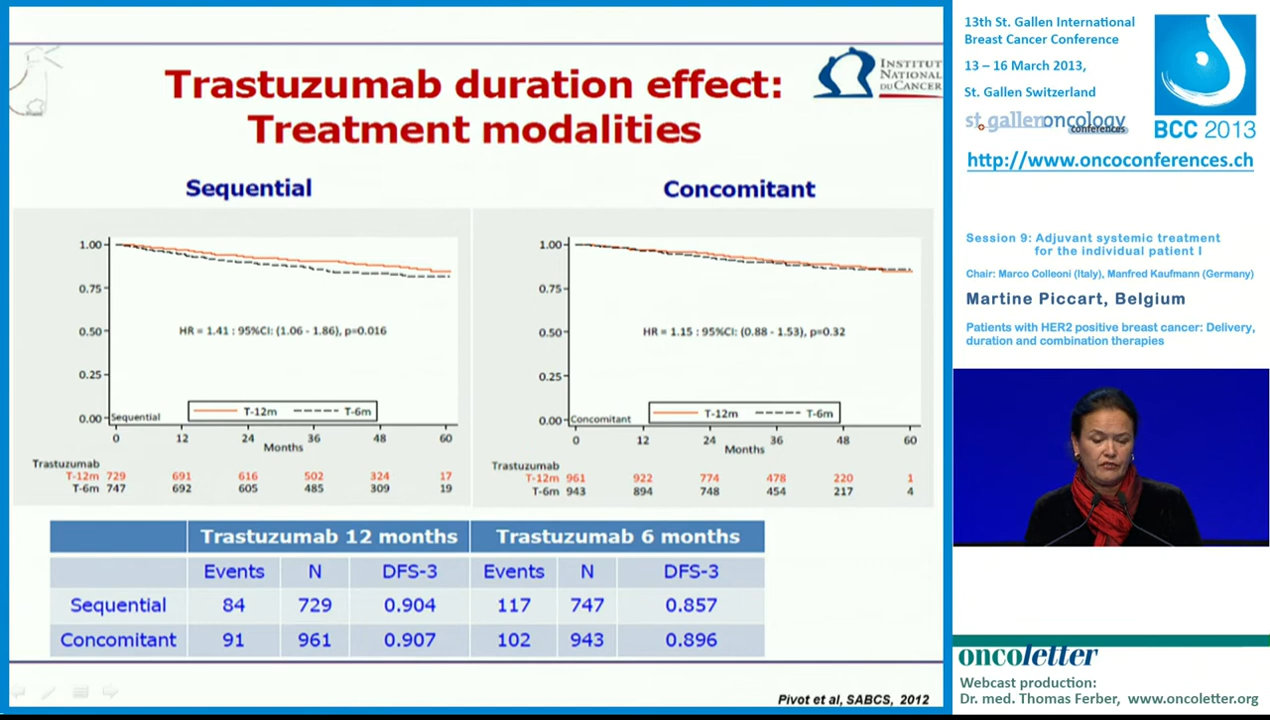 Trastuzumab duration effect:
Treatment modalities
INSTITUT
NATIONAL
DU CANCER
Sequential
Concomitant
1.00
0.75
0.50
0.25
0.00
HR = 1.41 : 95%CI: (1.06 - 1.86), p=0.016
Sequential
T-12m T-6m
0 12 24 36 48 60
Months
Trastuzumab
T-12m 729 691 616 502 324 17
T-6m 747 692 605 485 309 19
1.00
0.75
0.50
0.25
0.00
HR = 1.15 : 95%CI: (0.88 - 1.53), p=0.32
Concomitant
T-12m T-6m
0 12 24 36 48 60
Months
Trastuzumab
T-12m 961 922 774 478 220 1
T-6m 943 894 748 454 217 4
Trastuzumab 12 months Trastuzumab 6 months
Events N DFS-3 Events N DFS-3
Sequential 84 729 0.904 117 747 0.857
Concomitant 91 961 0.907 102 943 0.896
Pivot et al, SABCS, 2012
13th St. Gallen International
Breast Cancer Conference
13 – 16 March 2013,
St. Gallen Switzerland
st.gallen oncology
conferences
BCC 2013
http://www.oncoconferences.ch
Session 9: Adjuvant systemic treatment
for the individual patient I
Chair: Marco Colleoni (Italy), Manfred Kaufmann (Germany)
Martine Piccart, Belgium
Patients with HER2 positive breast cancer: Delivery,
duration and combination therapies
oncoletter
Webcast production:
Dr. med. Thomas Ferber, www.oncoletter.org